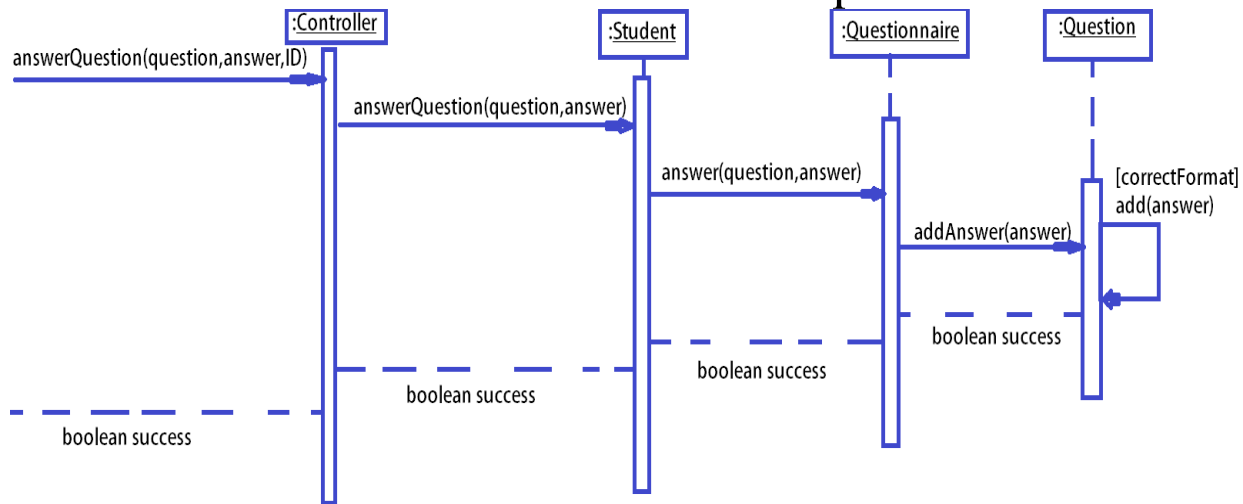 :Controller
:Student
:Questionnaire
:Question
answerQuestion(question,answer,ID)
answerQuestion(question,answer)
answer(question,answer)
[correctFormat]
add(answer)
addAnswer(answer)
boolean success
boolean success
boolean success
boolean success